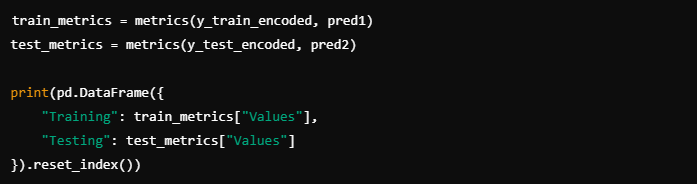 train_metrics = metrics(y_train_encoded, pred1)
test_metrics = metrics(y_test_encoded, pred2)

print(pd.DataFrame({
    "Training": train_metrics["Values"],
    "Testing": test_metrics["Values"]
}).reset_index())